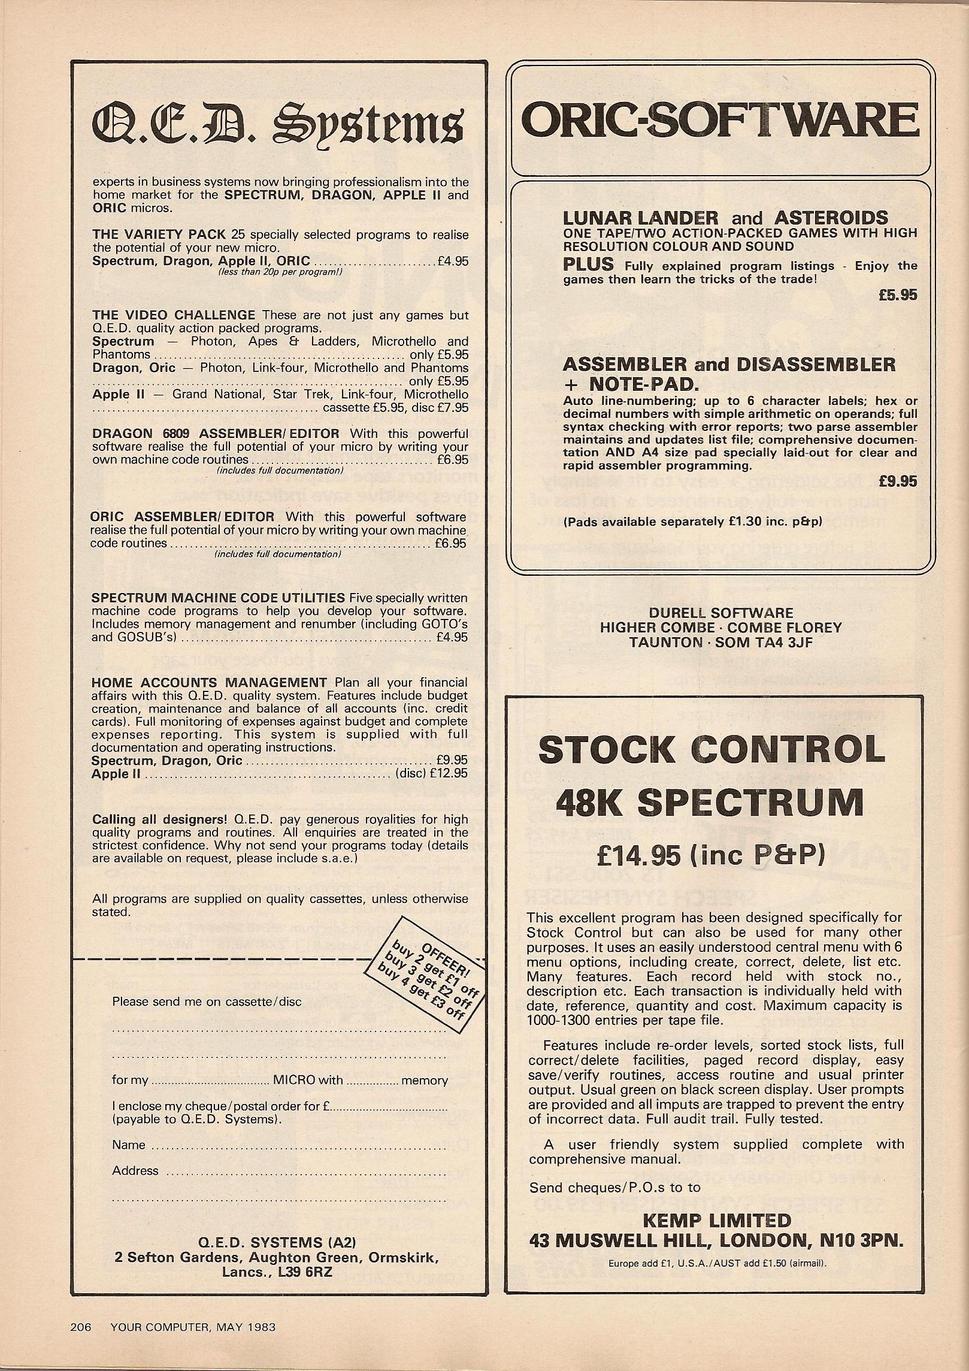 Q.E.D. Systems
experts in business systems now bringing professionalism into the
home market for the SPECTRUM, DRAGON, APPLE II and
ORIC micros.
THE VARIETY PACK 25 specially selected programs to realise
the potential of your new micro.
Spectrum, Dragon, Apple II, ORIC ........................£4.95
(less than 20p per program!)
THE VIDEO CHALLENGE These are not just any games but
Q.E.D. quality action packed programs.
Spectrum — Photon, Apes & Ladders, Microthello and
Phantoms ................................................ only £5.95
Dragon, Oric — Photon, Link-four, Microthello and Phantoms
............................................................ only £5.95
Apple II — Grand National, Star Trek, Link-four, Microthello
........................................... cassette £5.95, disc £7.95
DRAGON 6809 ASSEMBLER/EDITOR With this powerful
software realise the full potential of your micro by writing your
own machine code routines .................................. £6.95
(includes full documentation)
ORIC ASSEMBLER/EDITOR With this powerful software
realise the full potential of your micro by writing your own machine
code routines .................................................. £6.95
(includes full documentation)
SPECTRUM MACHINE CODE UTILITIES Five specially written
machine code programs to help you develop your software.
Includes memory management and renumber (including GOTO's
and GOSUB's) ................................................ £4.95
HOME ACCOUNTS MANAGEMENT Plan all your financial
affairs with this Q.E.D. quality system. Features include budget
creation, maintenance and balance of all accounts (inc. credit
cards). Full monitoring of expenses against budget and complete
expenses reporting. This system is supplied with full
documentation and operating instructions.
Spectrum, Dragon, Oric .................................... £9.95
Apple II ............................................... (disc) £12.95
Calling all designers! Q.E.D. pay generous royalities for high
quality programs and routines. All enquiries are treated in the
strictest confidence. Why not send your programs today (details
are available on request, please include s.a.e.)
All programs are supplied on quality cassettes, unless otherwise
stated.
OFFEER!
buy 2 get £1 off
buy 3 get £2 off
buy 4 get £3 off
Please send me on cassette/disc
................................................................
................................................................
for my .................................... MICRO with ................ memory
I enclose my cheque/postal order for £....................................
(payable to Q.E.D. Systems).
Name ................................................................
Address ............................................................
................................................................
Q.E.D. SYSTEMS (A2)
2 Sefton Gardens, Aughton Green, Ormskirk,
Lancs., L39 6RZ
ORIC-SOFTWARE
LUNAR LANDER and ASTEROIDS
ONE TAPE/TWO ACTION-PACKED GAMES WITH HIGH
RESOLUTION COLOUR AND SOUND
PLUS Fully explained program listings - Enjoy the
games then learn the tricks of the trade!
£5.95
ASSEMBLER and DISASSEMBLER
+ NOTE-PAD.
Auto line-numbering; up to 6 character labels; hex or
decimal numbers with simple arithmetic on operands; full
syntax checking with error reports; two parse assembler
maintains and updates list file; comprehensive documen-
tation AND A4 size pad specially laid-out for clear and
rapid assembler programming.
£9.95
(Pads available separately £1.30 inc. p&p)
DURELL SOFTWARE
HIGHER COMBE · COMBE FLOREY
TAUNTON · SOM TA4 3JF
STOCK CONTROL
48K SPECTRUM
£14.95 (inc P&P)
This excellent program has been designed specifically for
Stock Control but can also be used for many other
purposes. It uses an easily understood central menu with 6
menu options, including create, correct, delete, list etc.
Many features. Each record held with stock no.,
description etc. Each transaction is individually held with
date, reference, quantity and cost. Maximum capacity is
1000-1300 entries per tape file.
Features include re-order levels, sorted stock lists, full
correct/delete facilities, paged record display, easy
save/verify routines, access routine and usual printer
output. Usual green on black screen display. User prompts
are provided and all imputs are trapped to prevent the entry
of incorrect data. Full audit trail. Fully tested.
A user friendly system supplied complete with
comprehensive manual.
Send cheques/P.O.s to to
KEMP LIMITED
43 MUSWELL HILL, LONDON, N10 3PN.
Europe add £1, U.S.A./AUST add £1.50 (airmail).
206 YOUR COMPUTER, MAY 1983